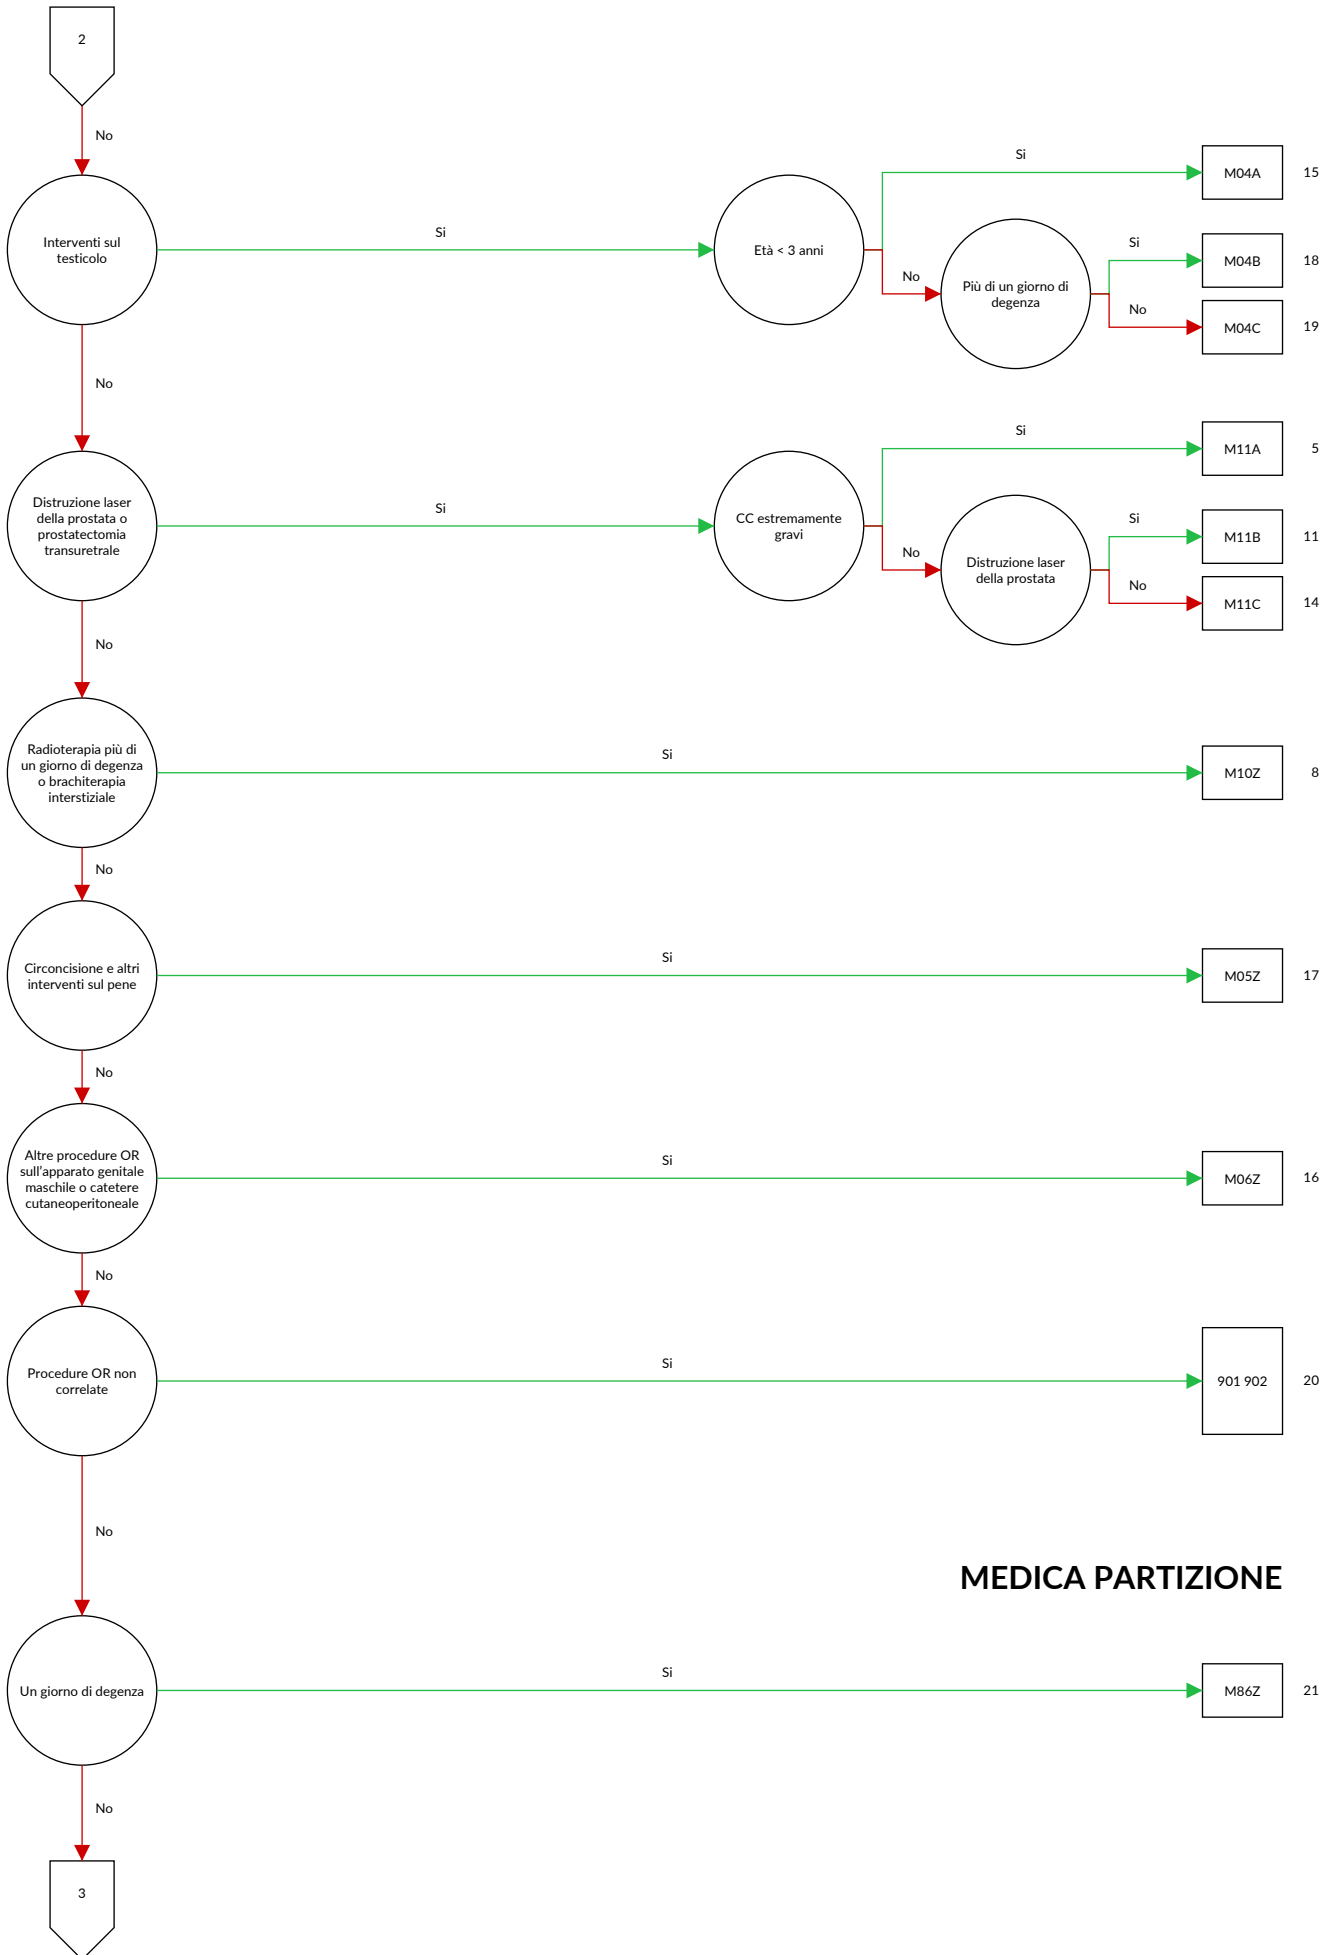 2
No
Si
M04A 15
Interventi sul
testicolo
Si
Età < 3 anni
No
Più di un giorno di
degenza
Si
M04B 18
No
M04C 19
No
Si
M11A 5
Distruzione laser
della prostata o
prostatectomia
transuretrale
Si
CC estremamente
gravi
No
Distruzione laser
della prostata
Si
M11B 11
No
M11C 14
No
Radioterapia più di
un giorno di degenza
o brachiterapia
interstiziale
Si
M10Z 8
No
Circoncisione e altri
interventi sul pene
Si
M05Z 17
No
Altre procedure OR
sull'apparato genitale
maschile o catetere
cutaneoperitoneale
Si
M06Z 16
No
Procedure OR non
correlate
Si
901 902 20
No
MEDICA PARTIZIONE
Un giorno di degenza
Si
M86Z 21
No
3